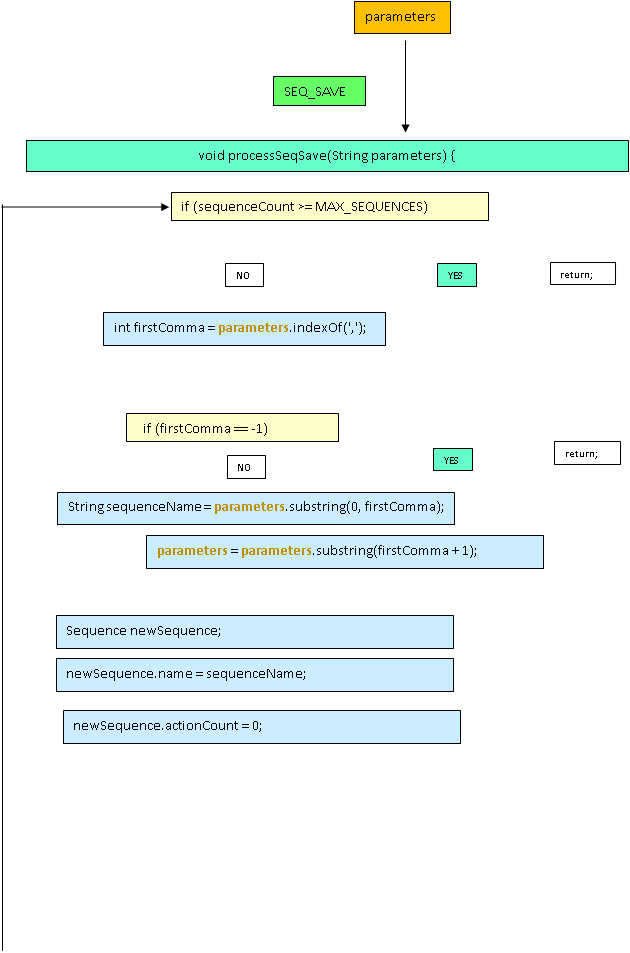 parameters
SEQ_SAVE
void processSeqSave(String parameters) {
if (sequenceCount >= MAX_SEQUENCES)
NO YES return;
int firstComma = parameters.indexOf(',');
if (firstComma == -1)
NO YES return;
String sequenceName = parameters.substring(0, firstComma);
parameters = parameters.substring(firstComma + 1);
Sequence newSequence;
newSequence.name = sequenceName;
newSequence.actionCount = 0;